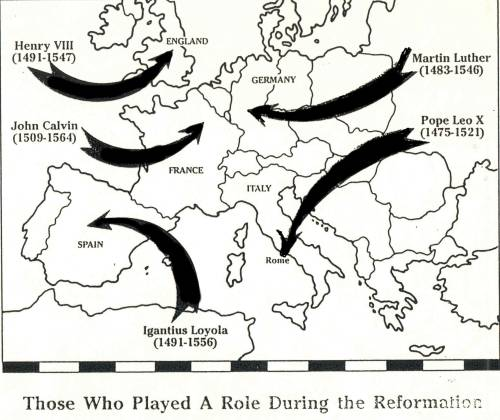 Henry VIII
(1491-1547)
ENGLAND
Martin Luther
(1483-1546)
GERMANY
John Calvin
(1509-1564)
Pope Leo X
(1475-1521)
FRANCE
ITALY
SPAIN
Rome
Igantius Loyola
(1491-1556)
Those Who Played A Role During the Reformation